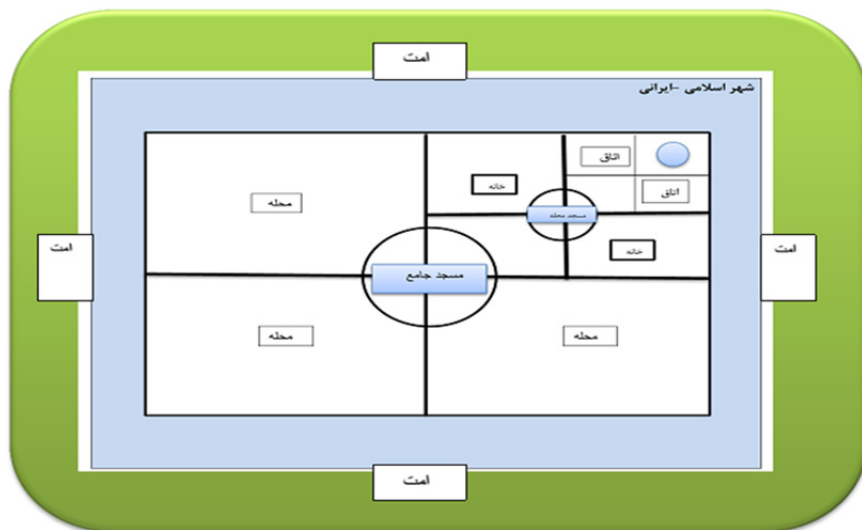 امت
شهر اسلامی -ایرانی
اتاق
خانه
اتاق
محله
مسجد محله
امت
امت
خانه
مسجد جامع
محله
محله
امت